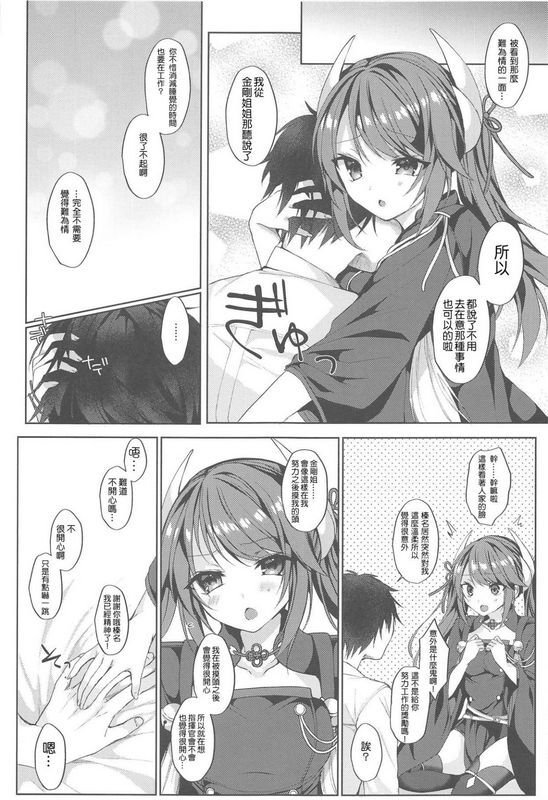 被看到那麼
難為情的一面…
我從
金剛姐姐那聽說了
所以
都說了不用
去在意那種事情
也可以的啦
你不惜消減睡覺的時間
也要在工作？
很了不起啊
…完全不需要
覺得難為情
……
幹……幹嘛啦
這樣看著人家的臉
榛名居然突然對我
這麼溫柔所以
覺得很意外
意外是什麼鬼啊
這不是給你
努力工作的獎勵嗎！
誒？
金剛姐…
會像這樣在我
努力之後摸我的頭
我在被摸頭之後
會覺得很開心
所以就在想
指揮官會不會
也覺得很開心…
唔…
難道
不開心嗎…
不
很開心啊
只是有點嚇一跳
謝謝你哦榛名
我已經精神了！
嗯…